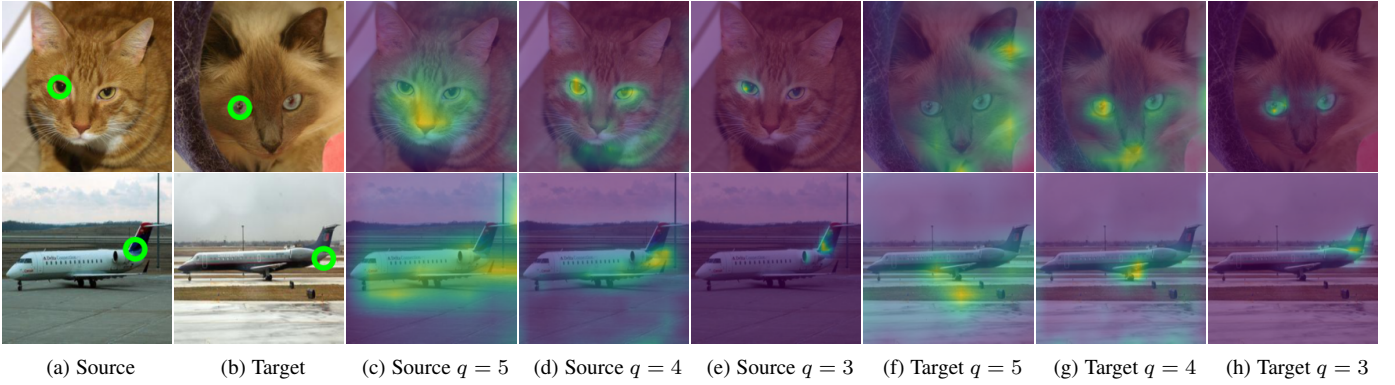 (a) Source
(b) Target
(c) Source q = 5
(d) Source q = 4
(e) Source q = 3
(f) Target q = 5
(g) Target q = 4
(h) Target q = 3